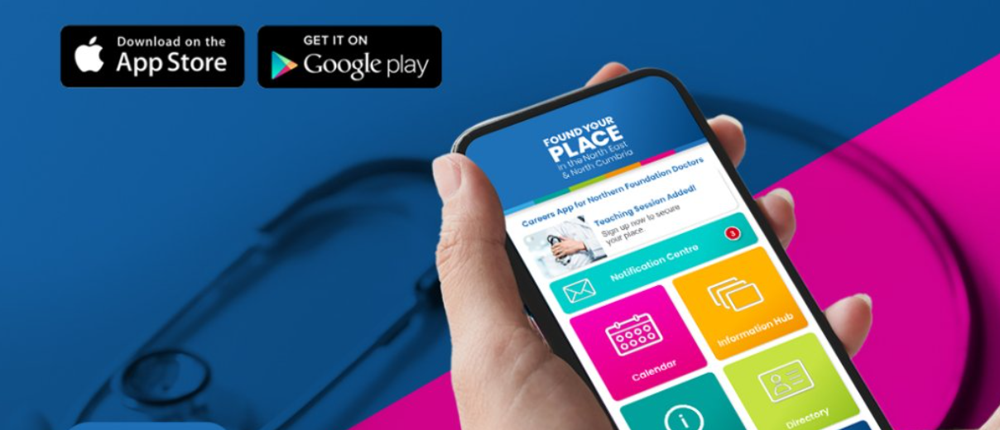 Download on the
App Store
GET IT ON
Google play
FOUND YOUR
PLACE
in the North East
& North Cumbria
Careers App for Northern Foundation Doctors
Teaching Session Added!
Sign up now to secure
your place.
Notification Centre
3
Calendar
Information Hub
Directory